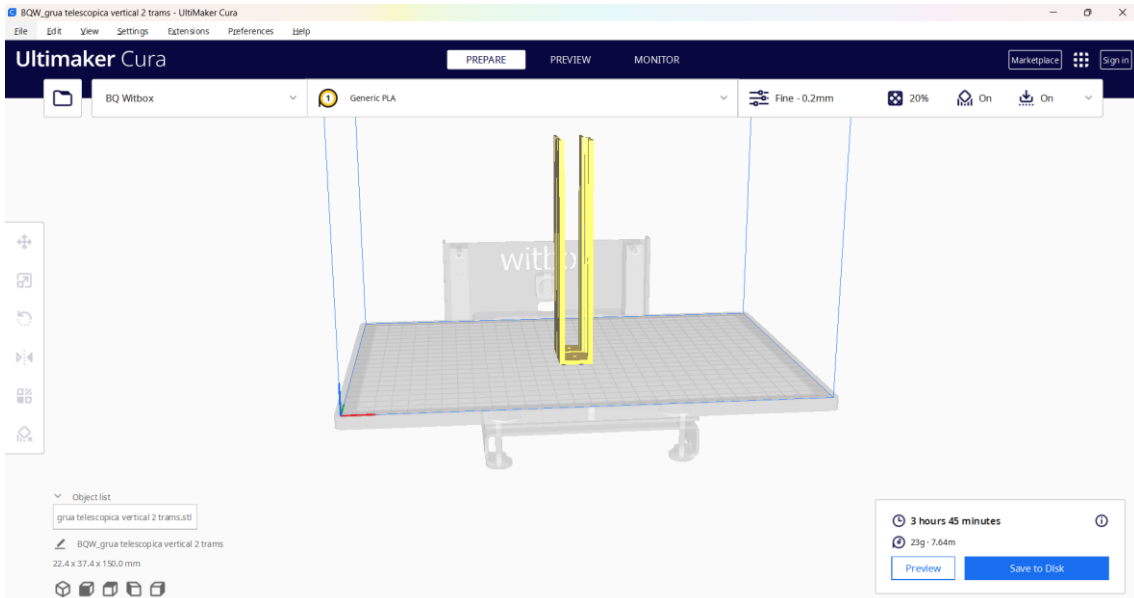 BQW_grua telescopica vertical 2 trams - UltiMaker Cura
File Edit View Settings Extensions Preferences Help
Ultimaker Cura PREPARE PREVIEW MONITOR Marketplace Sign in
BQ Witbox 1 Generic PLA Fine - 0.2mm 20% On On
Object list
grua telescopica vertical 2 trams.stl
BQW_grua telescopica vertical 2 trams
22.4 x 37.4 x 150.0 mm
3 hours 45 minutes
23g · 7.64m
Preview Save to Disk